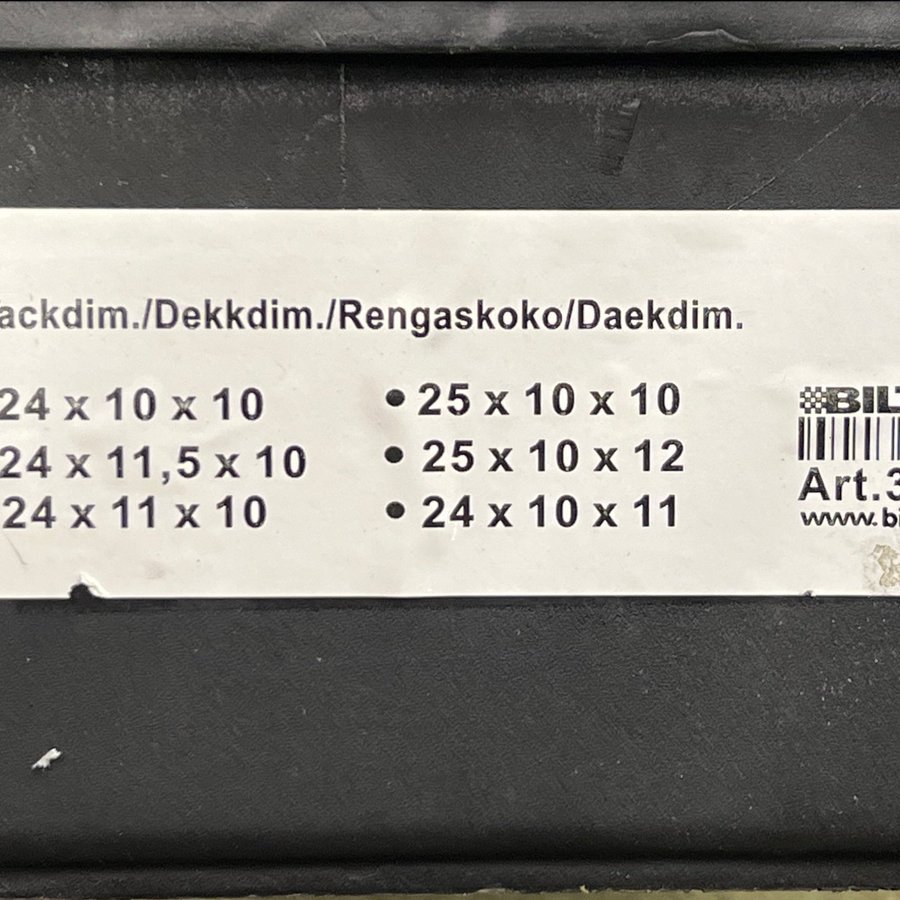 ackdim./Dekkdim./Rengaskoko/Daekdim.
24 x 10 x 10
24 x 11,5 x 10
24 x 11 x 10
• 25 x 10 x 10
• 25 x 10 x 12
• 24 x 10 x 11
BILT
Art.3
www.bi